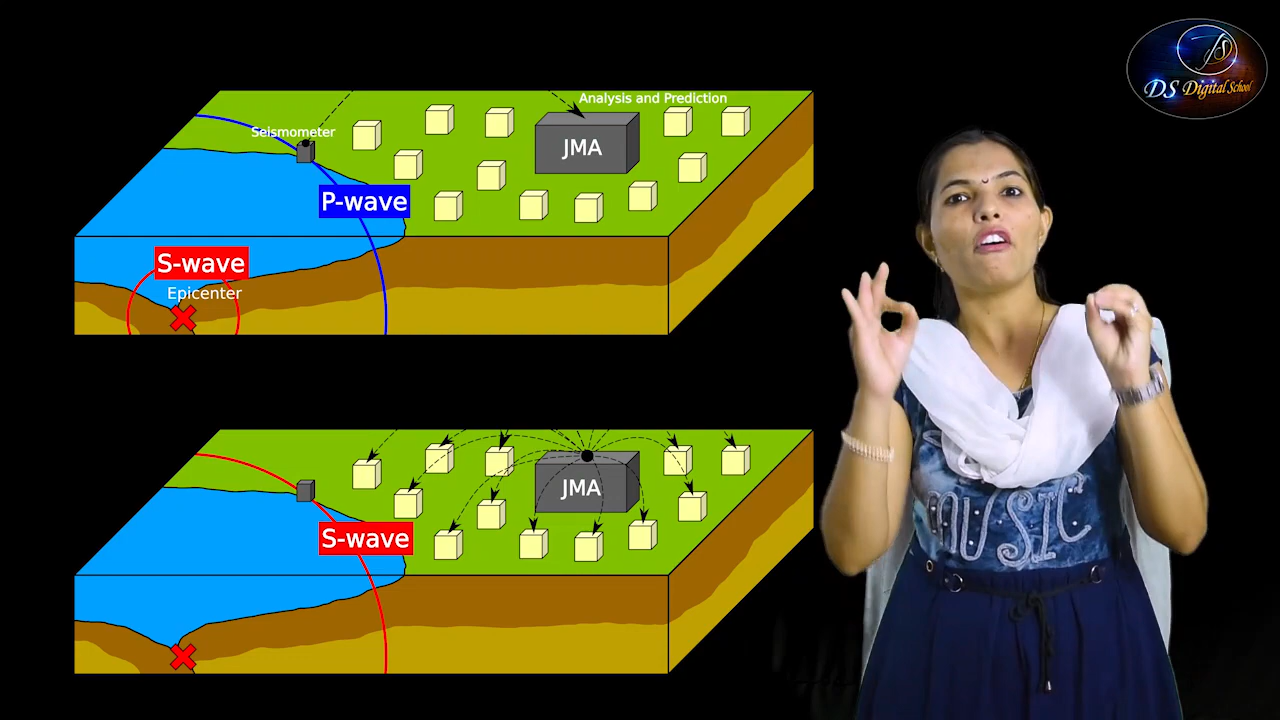 DS Digital School
Analysis and Prediction
Seismometer
JMA
P-wave
S-wave
Epicenter
JMA
S-wave
MUSIC